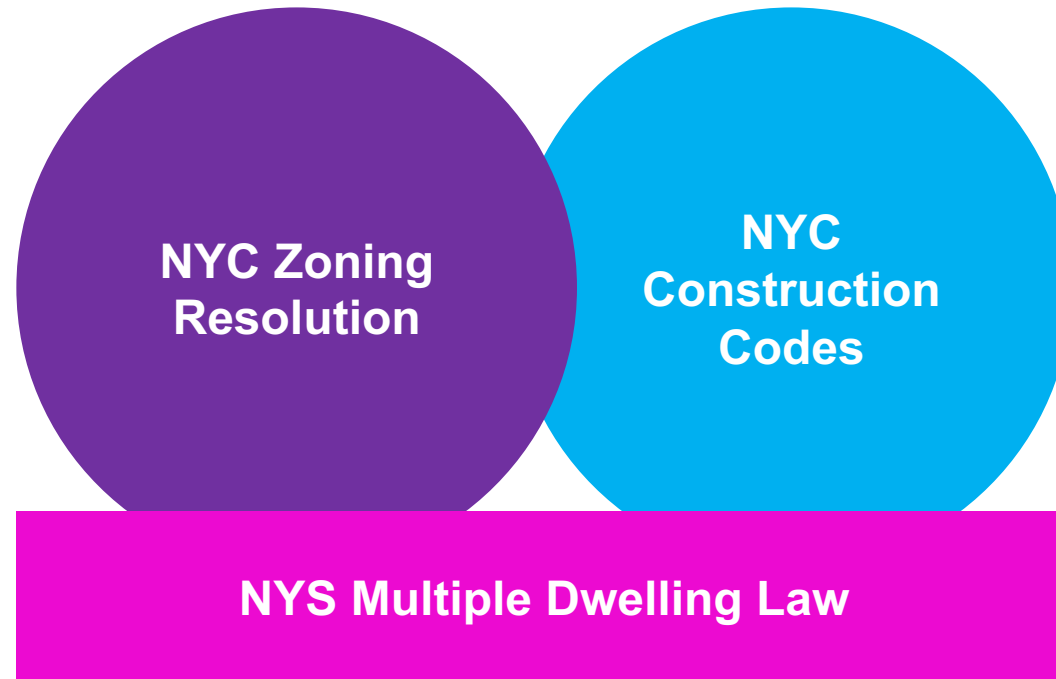 NYC Zoning
Resolution
NYC
Construction
Codes
NYS Multiple Dwelling Law